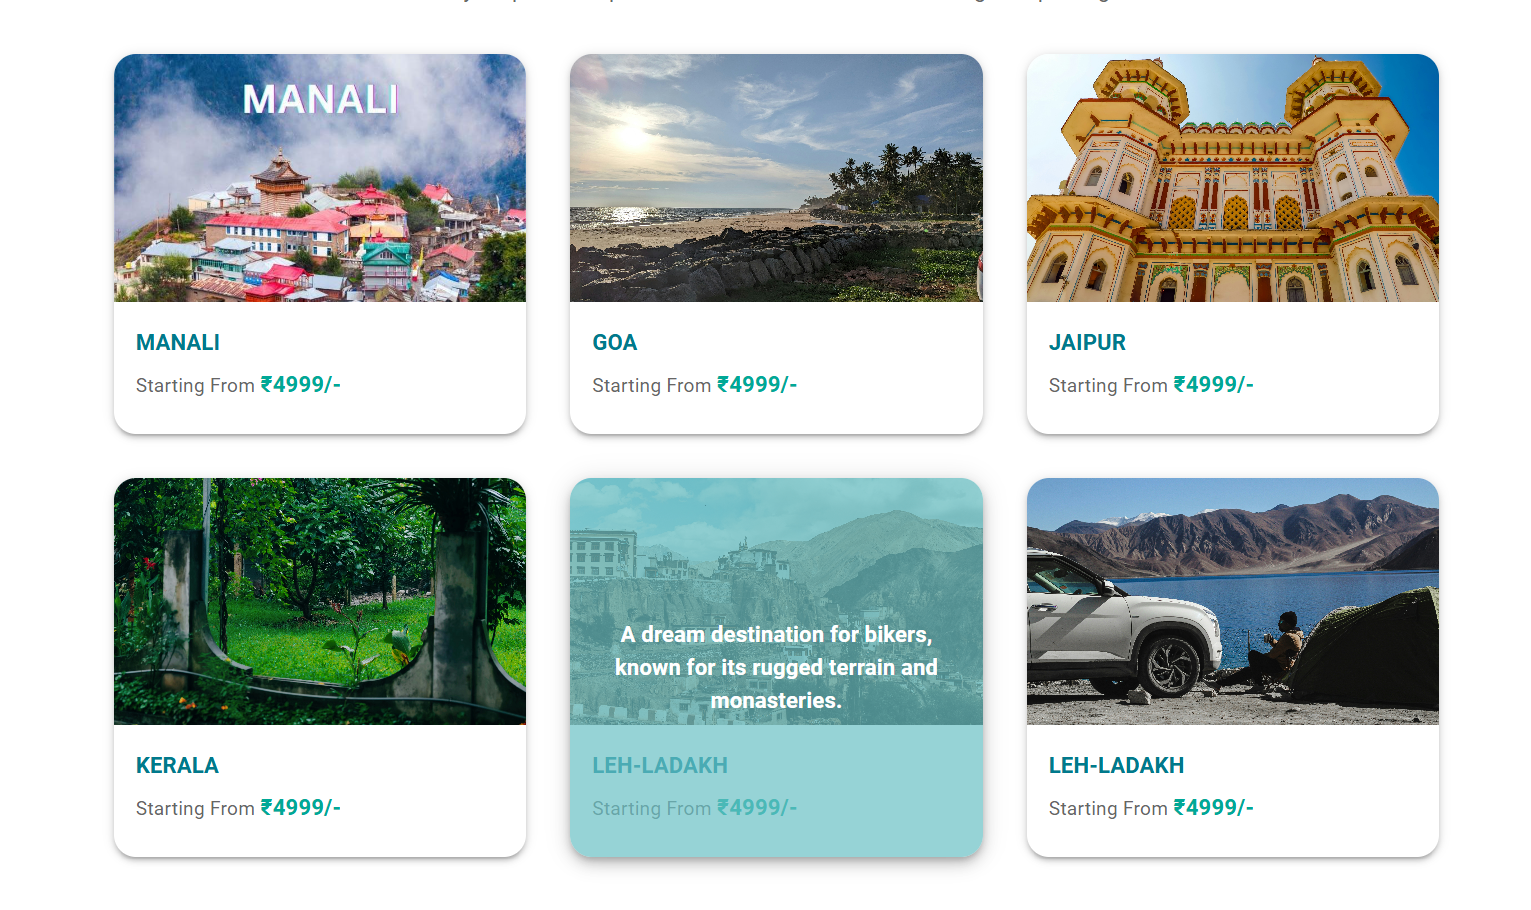 MANALI
MANALI
Starting From ₹4999/-
GOA
Starting From ₹4999/-
JAIPUR
Starting From ₹4999/-
KERALA
Starting From ₹4999/-
A dream destination for bikers,
known for its rugged terrain and
monasteries.
LEH-LADAKH
Starting From ₹4999/-
LEH-LADAKH
Starting From ₹4999/-